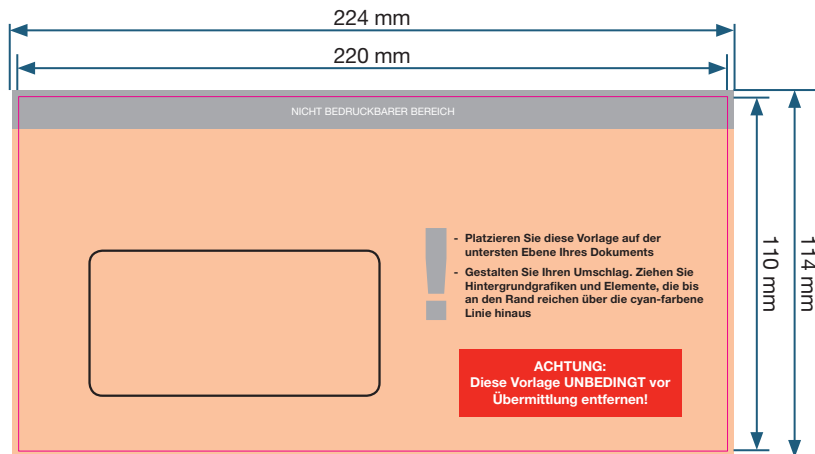 224 mm
220 mm
NICHT BEDRUCKBARER BEREICH
- Platzieren Sie diese Vorlage auf der
untersten Ebene Ihres Dokuments
- Gestalten Sie Ihren Umschlag. Ziehen Sie
Hintergrundgrafiken und Elemente, die bis
an den Rand reichen über die cyan-farbene
Linie hinaus
ACHTUNG:
Diese Vorlage UNBEDINGT vor
Übermittlung entfernen!
110 mm
114 mm